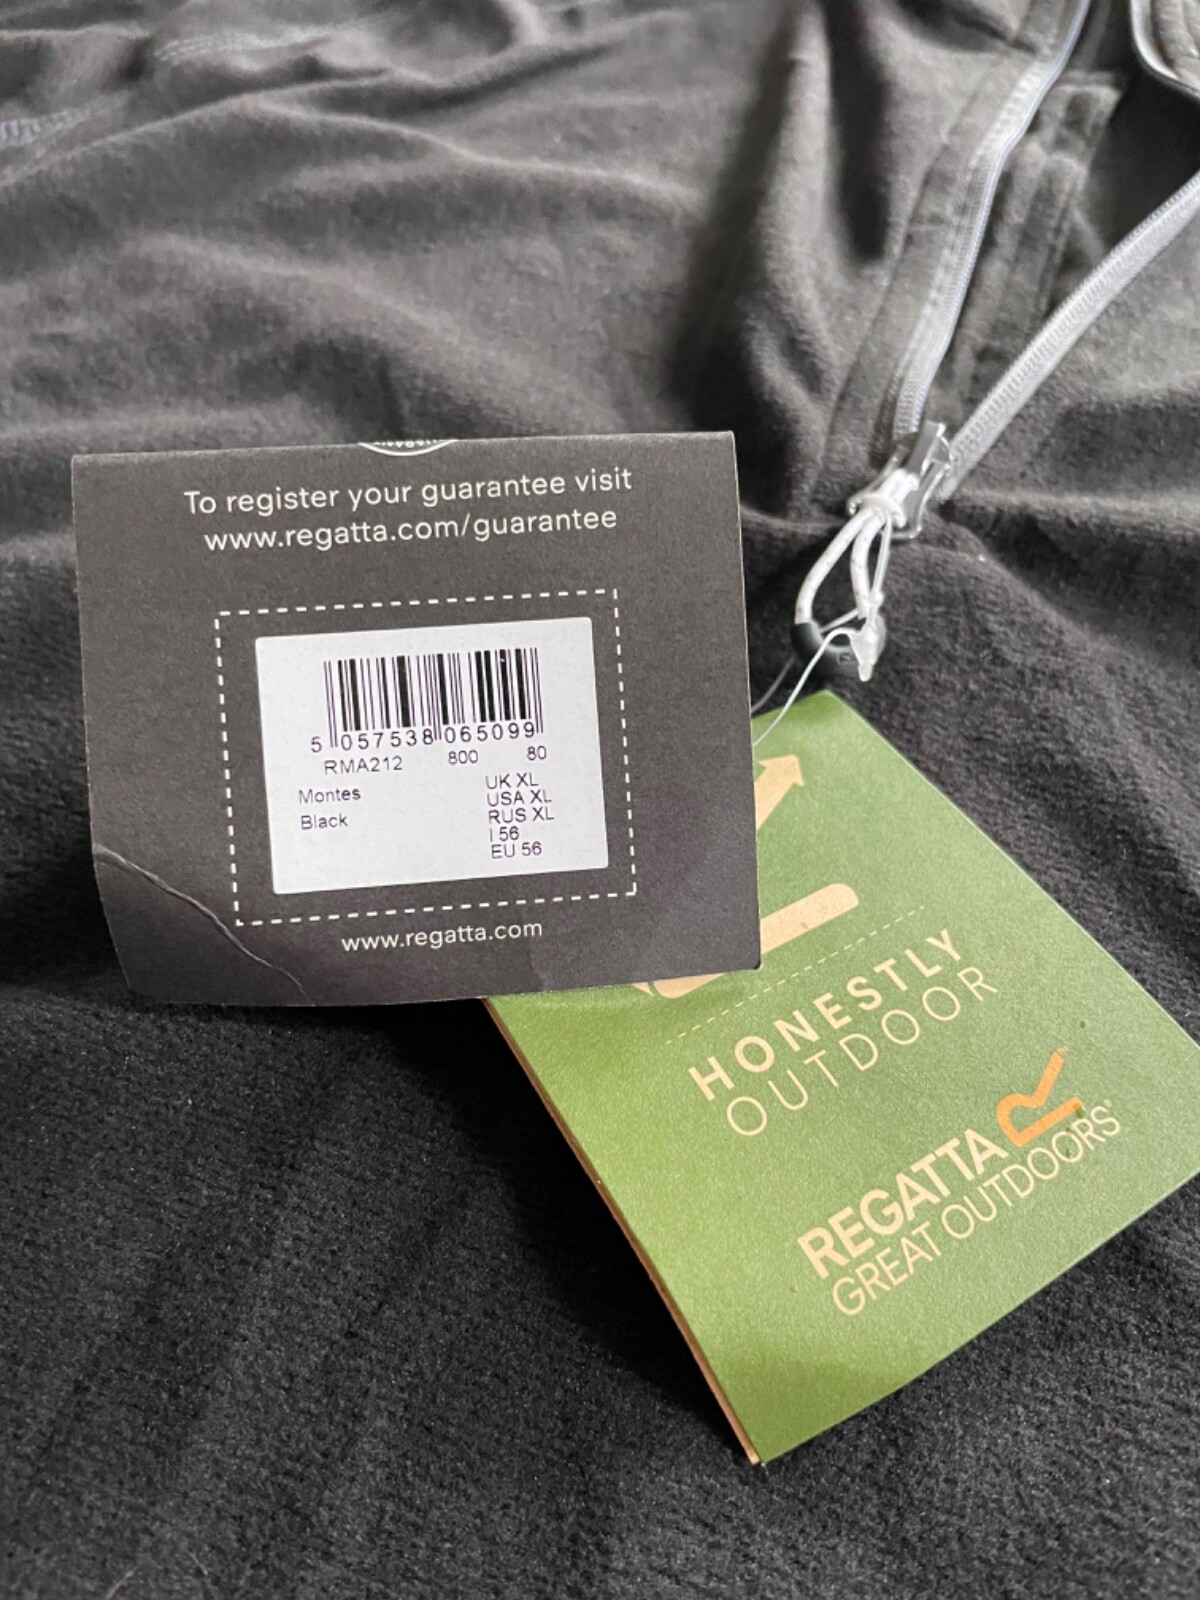 To register your guarantee visit
www.regatta.com/guarantee
5 057538 065099
RMA212 800 80
Montes
Black
UK XL
USA XL
RUS XL
I 56
EU 56
www.regatta.com
HONESTLY
OUTDOOR
REGATTA
GREAT OUTDOORS